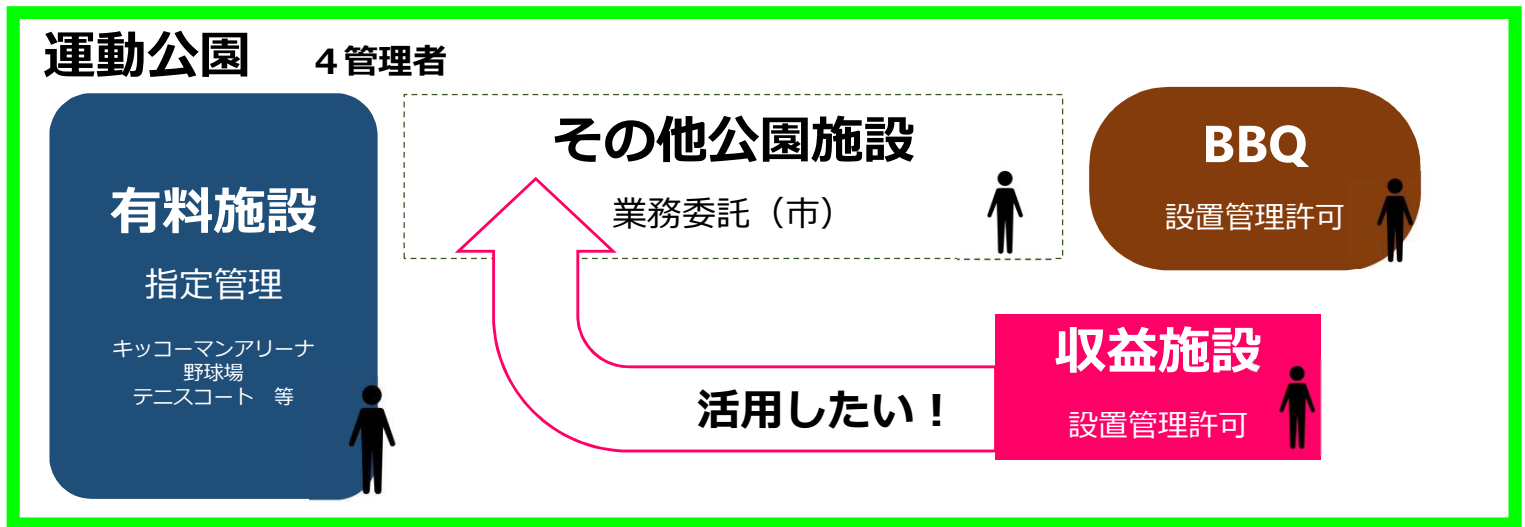 運動公園　４管理者
有料施設
指定管理
キッコーマンアリーナ
野球場
テニスコート　等
その他公園施設
業務委託（市）
BBQ
設置管理許可
収益施設
設置管理許可
活用したい！